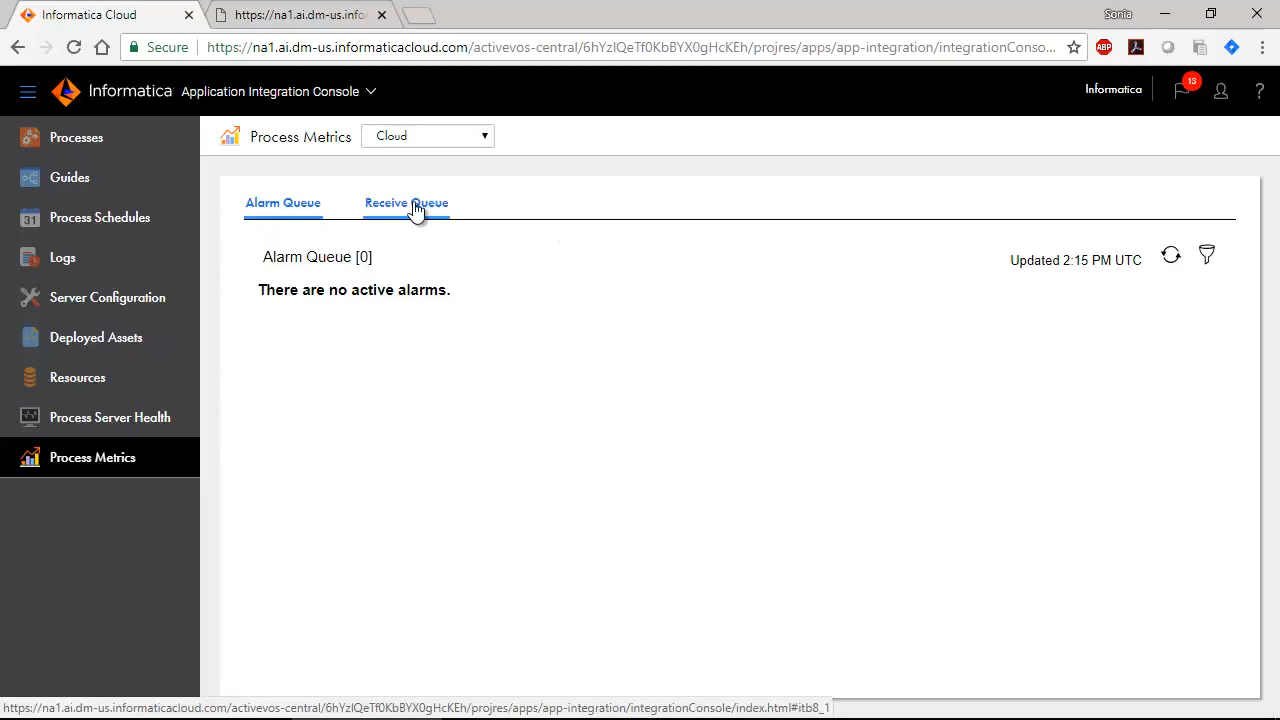 Informatica Cloud
https://na1.ai.dm-us.infor
Sonia
Secure
https://na1.ai.dm-us.informaticacloud.com/activevos-central/6hYzlQeTf0KbBYX0gHcKEh/projres/apps/app-integration/integrationConso...
ABP
Informatica Application Integration Console
Informatica
13
?
Processes
Guides
31 Process Schedules
Logs
Server Configuration
Deployed Assets
Resources
Process Server Health
Process Metrics
Process Metrics Cloud
Alarm Queue Receive Queue
Alarm Queue [0]
Updated 2:15 PM UTC
There are no active alarms.
https://na1.ai.dm-us.informaticacloud.com/activevos-central/6hYzlQeTf0KbBYX0gHcKEh/projres/apps/app-integration/integrationConsole/index.html#itb8_1